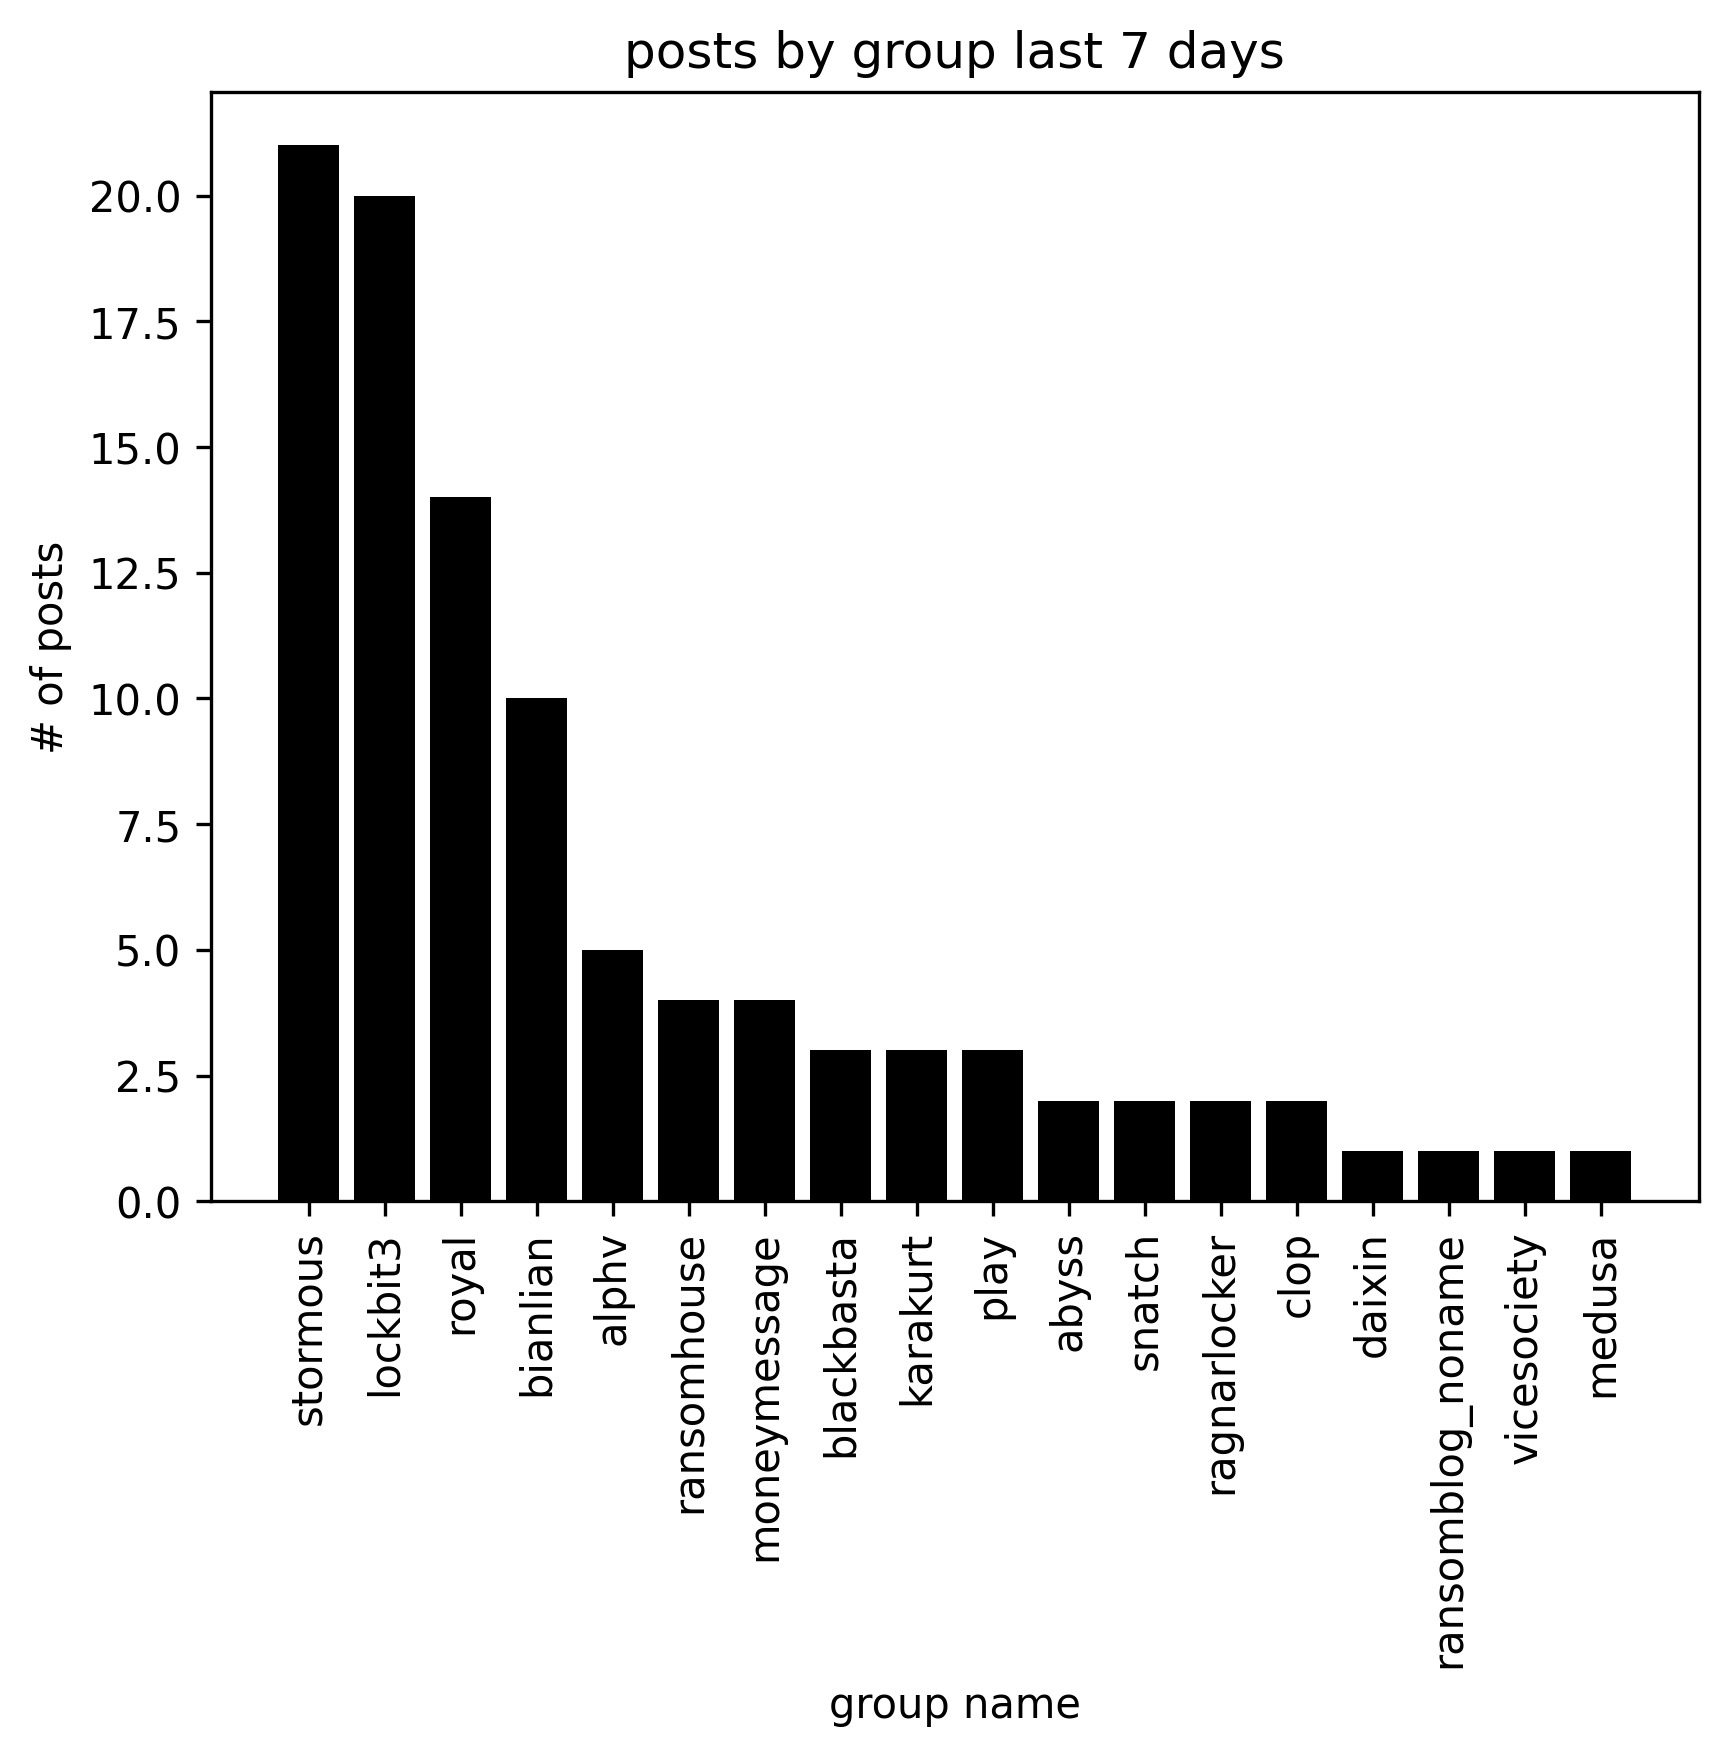 posts by group last 7 days
# of posts
20.0
17.5
15.0
12.5
10.0
7.5
5.0
2.5
0.0
stormous
lockbit3
royal
bianlian
alphv
ransomhouse
moneymessage
blackbasta
karakurt
play
abyss
snatch
ragnarlocker
clop
daixin
ransomblog_noname
vicesociety
medusa
group name